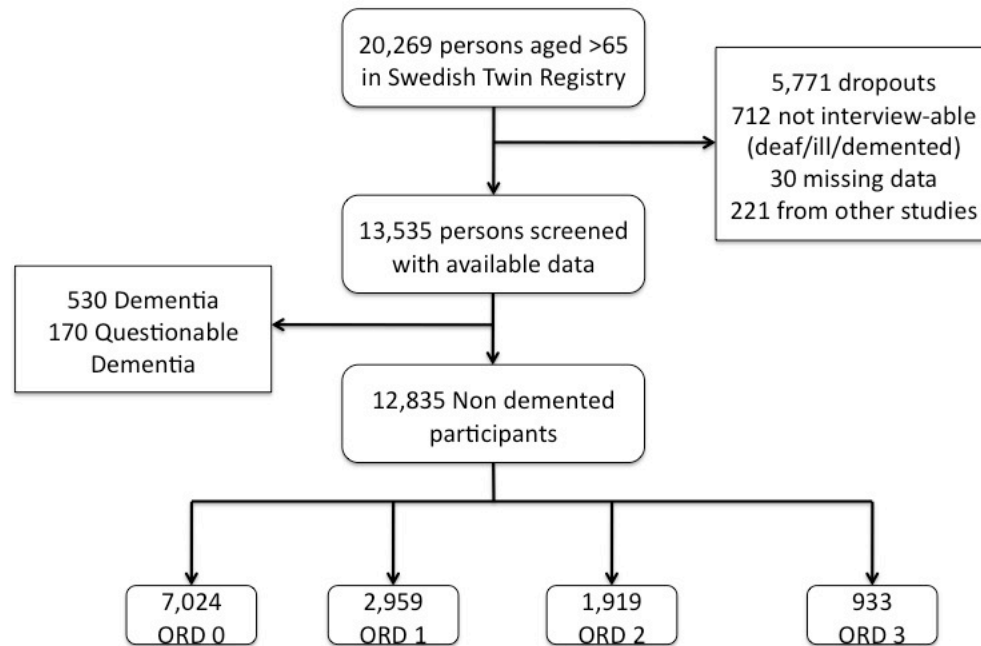 20,269 persons aged >65
in Swedish Twin Registry
5,771 dropouts
712 not interview-able
(deaf/ill/demented)
30 missing data
221 from other studies
13,535 persons screened
with available data
530 Dementia
170 Questionable
Dementia
12,835 Non demented
participants
7,024
ORD 0
2,959
ORD 1
1,919
ORD 2
933
ORD 3